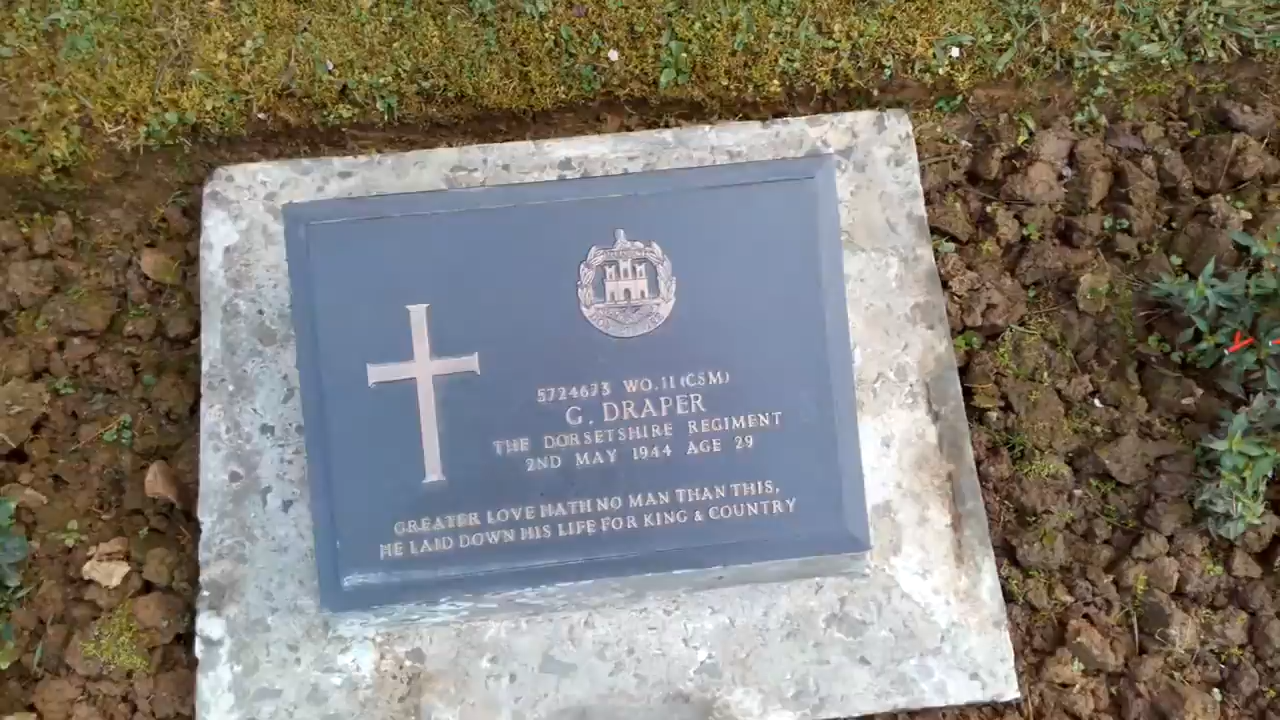 5724673 WO.II (CSM)
G. DRAPER
THE DORSETSHIRE REGIMENT
2ND MAY 1944 AGE 29
GREATER LOVE HATH NO MAN THAN THIS,
HE LAID DOWN HIS LIFE FOR KING & COUNTRY